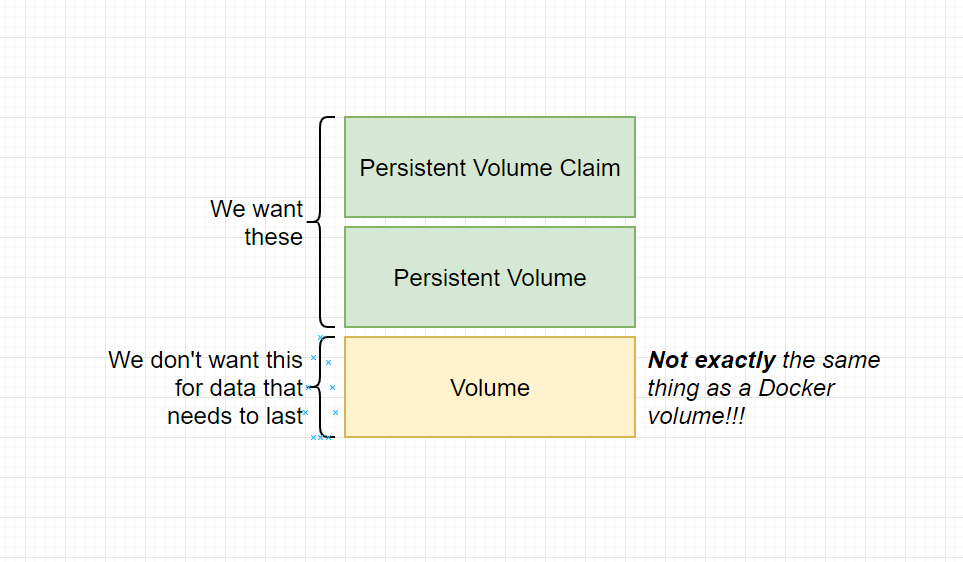 Persistent Volume Claim
We want
these
Persistent Volume
We don't want this
for data that
needs to last
Volume
Not exactly the same
thing as a Docker
volume!!!